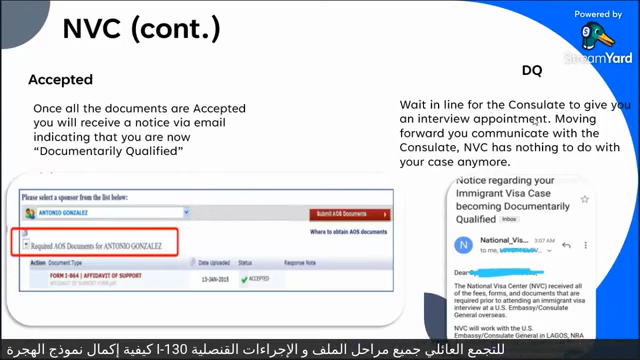 NVC (cont.)
Powered by
StreamYard
Accepted
Once all the documents are Accepted
you will receive a notice via email
indicating that you are now
“Documentarily Qualified”
DQ
Wait in line for the Consulate to give you
an interview appointment. Moving
forward you communicate with the
Consulate, NVC has nothing to do with
your case anymore.
Please select a sponsor from the list below:
ANTONIO GONZALEZ
Submit AOS Documents
Where to obtain AOS documents
Required AOS Documents for ANTONIO GONZALEZ
Action Document Type Date Uploaded Status Response Note
FORM I-864 | AFFIDAVIT OF SUPPORT
13-JAN-2015
ACCEPTED
Notice regarding your
Immigrant Visa Case
becoming Documentarily
Qualified Inbox
N
National_Vis... 3:07 AM
to me,
Dear
The National Visa Center (NVC) received all
of the fees, forms, and documents that are
required prior to attending an immigrant visa
interview at a U.S. Embassy/Consulate
General overseas.
NVC will work with the U.S.
Embassy/Consulate General in LAGOS, NRA
للتجمع العائلي جميع مراحل الملف و الإجراءات القنصلية I-130 كيفية إكمال نموذج الهجرة